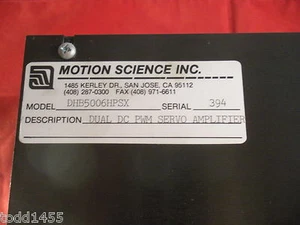 MOTION SCIENCE INC.
1485 KERLEY DR., SAN JOSE, CA 95112
(408) 287-0300 FAX (408) 971-6611
MODEL DHB5006HPSX SERIAL 394
DESCRIPTION DUAL DC PWM SERVO AMPLIFIER
todd1455